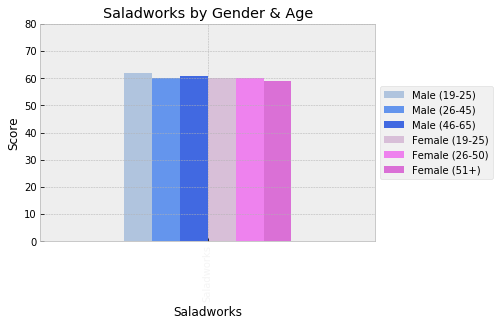 Saladworks by Gender & Age
80
70
60
50
40
30
20
10
0
Score
Male (19-25)
Male (26-45)
Male (46-65)
Female (19-25)
Female (26-50)
Female (51+)
Saladworks
Saladworks